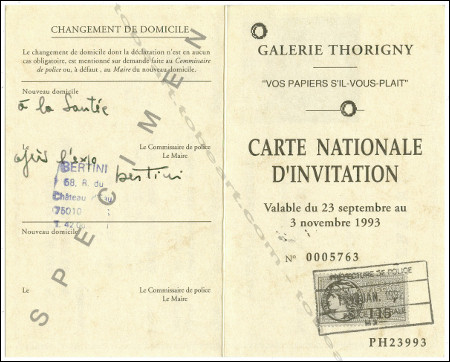 CHANGEMENT DE DOMICILE
Le changement de domicile dont la déclaration n'est en aucun
cas obligatoire, est mentionné sur demande faite au Commissaire
de police ou, à défaut, au Maire du nouveau domicile.
Nouveau domicile
à la Santée
Le Commissaire de police
Le Maire
après l'expo
bertini
BERTINI
68, R. du
Château
75010
Nouveau domicile
Le
Le Commissaire de police
Le Maire
SPECIMEN
GALERIE THORIGNY
"VOS PAPIERS S'IL-VOUS-PLAIT"
CARTE NATIONALE
D'INVITATION
Valable du 23 septembre au
3 novembre 1993
N° 0005763
PREFECTURE DE POLICE
115
PH23993